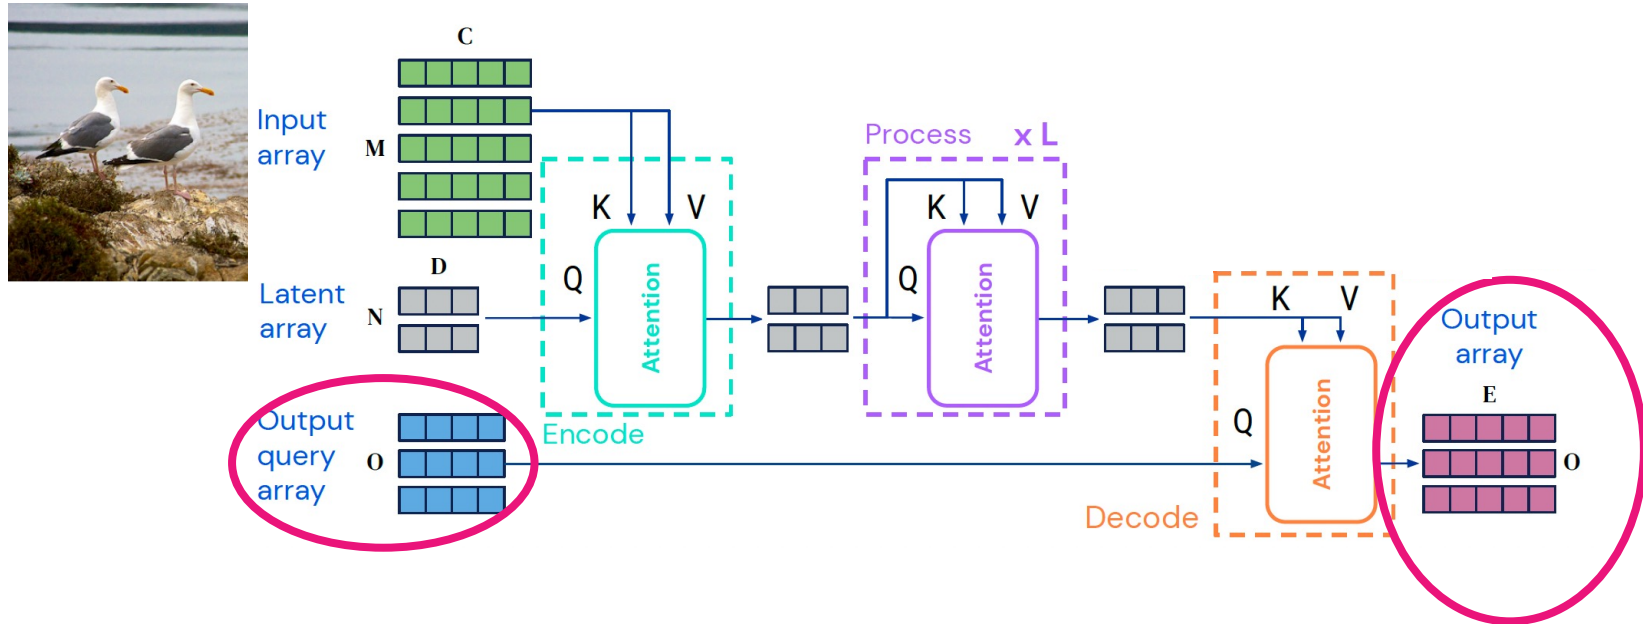 C
Input
array
M
K
V
Q
Attention
Encode
D
Latent
array
N
Process x L
K
V
Q
Attention
Output
query
array
O
K
V
Q
Attention
Decode
Output
array
E
O